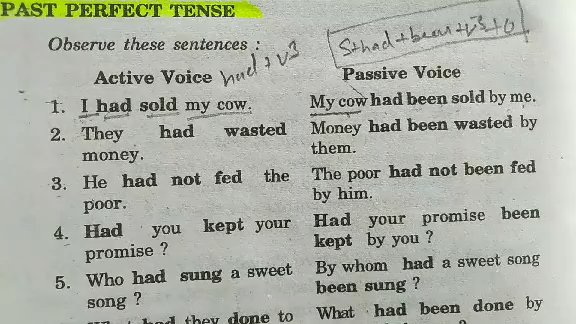 PAST PERFECT TENSE
Observe these sentences :
S+had+been+v3+o
Active Voice had + v3
Passive Voice
1. I had sold my cow.
My cow had been sold by me.
2. They had wasted
money.
Money had been wasted by
them.
3. He had not fed the
poor.
The poor had not been fed
by him.
4. Had you kept your
promise ?
Had your promise been
kept by you ?
5. Who had sung a sweet
song ?
By whom had a sweet song
been sung ?
had they done to
What had been done by